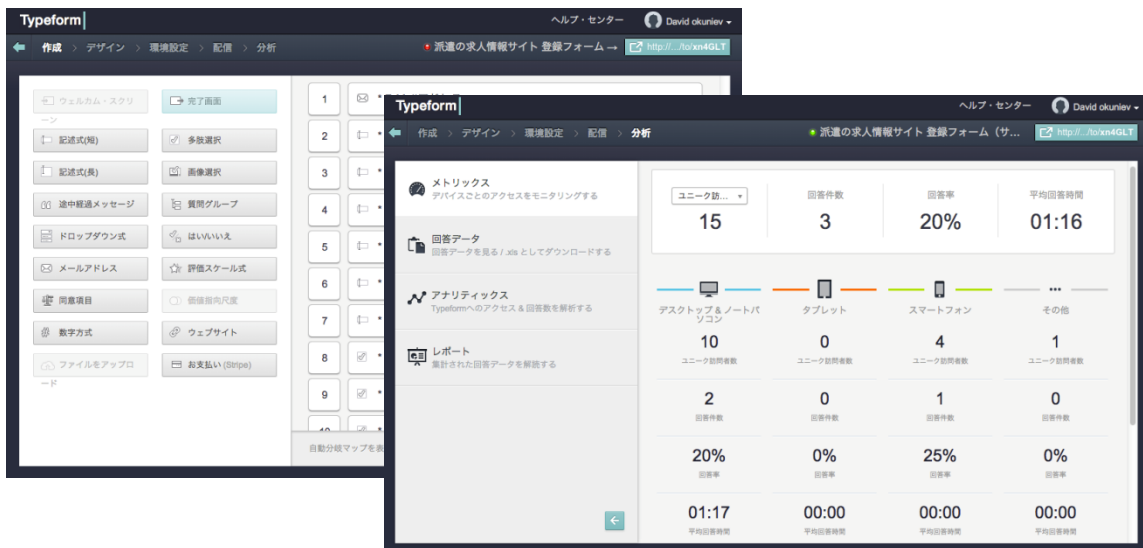 Typeform
ヘルプ・センター
David okuniev
作成 > デザイン > 環境設定 > 配信 > 分析
派遣の求人情報サイト 登録フォーム →
http://.../to/xn4GLT
ウェルカム・スクリ
ーン
完了画面
記述式(短)
多肢選択
記述式(長)
画像選択
途中経過メッセージ
質問グループ
ドロップダウン式
はい/いいえ
メールアドレス
評価スケール式
同意項目
価値指向尺度
数字方式
ウェブサイト
ファイルをアップロ
ード
お支払い (Stripe)
1
2
3
4
5
6
7
8
9
10
自動分岐マップを表
Typeform
ヘルプ・センター
David okuniev
作成 > デザイン > 環境設定 > 配信 > 分析
派遣の求人情報サイト 登録フォーム（サ...
http://.../to/xn4GLT
メトリックス
デバイスごとのアクセスをモニタリングする
回答データ
回答データを見る / .xls としてダウンロードする
アナリティックス
Typeformへのアクセス & 回答数を解析する
レポート
集計された回答データを解読する
ユニーク訪...
回答件数
回答率
平均回答時間
15
3
20%
01:16
デスクトップ & ノートパ
ソコン
タブレット
スマートフォン
その他
10
0
4
1
ユニーク訪問者数
ユニーク訪問者数
ユニーク訪問者数
ユニーク訪問者数
2
0
1
0
回答件数
回答件数
回答件数
回答件数
20%
0%
25%
0%
回答率
回答率
回答率
回答率
01:17
00:00
00:00
00:00
平均回答時間
平均回答時間
平均回答時間
平均回答時間